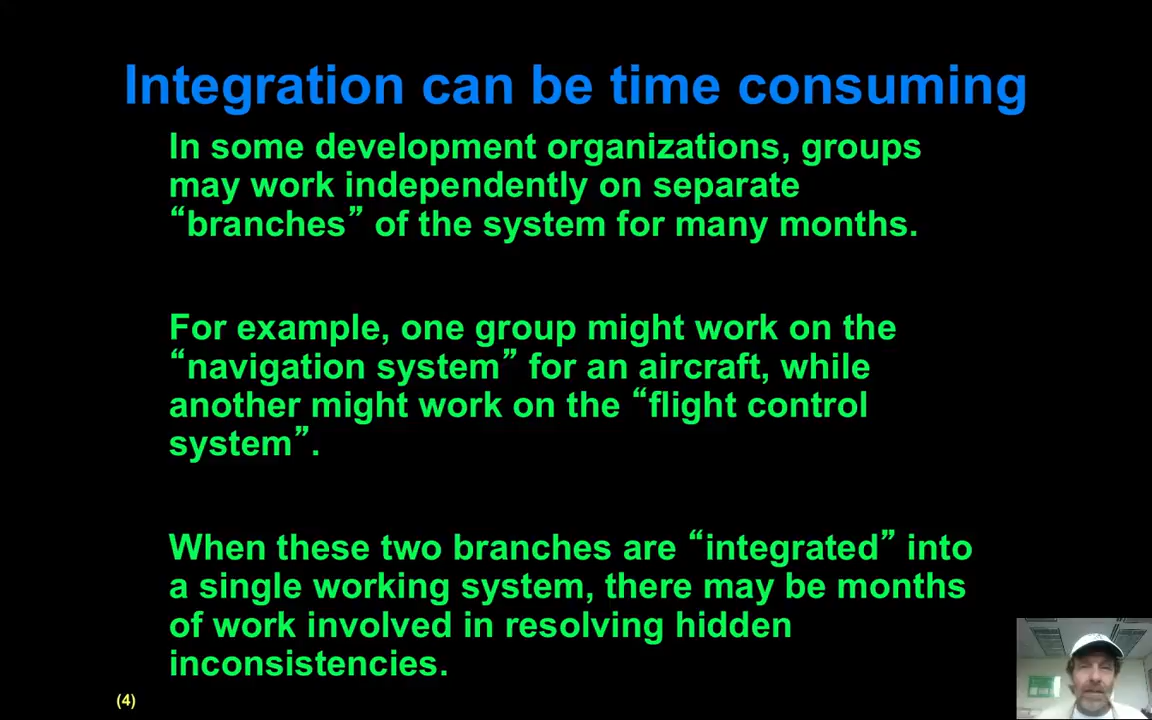 Integration can be time consuming
In some development organizations, groups
may work independently on separate
“branches” of the system for many months.
For example, one group might work on the
“navigation system” for an aircraft, while
another might work on the “flight control
system”.
When these two branches are “integrated” into
a single working system, there may be months
of work involved in resolving hidden
inconsistencies.
(4)